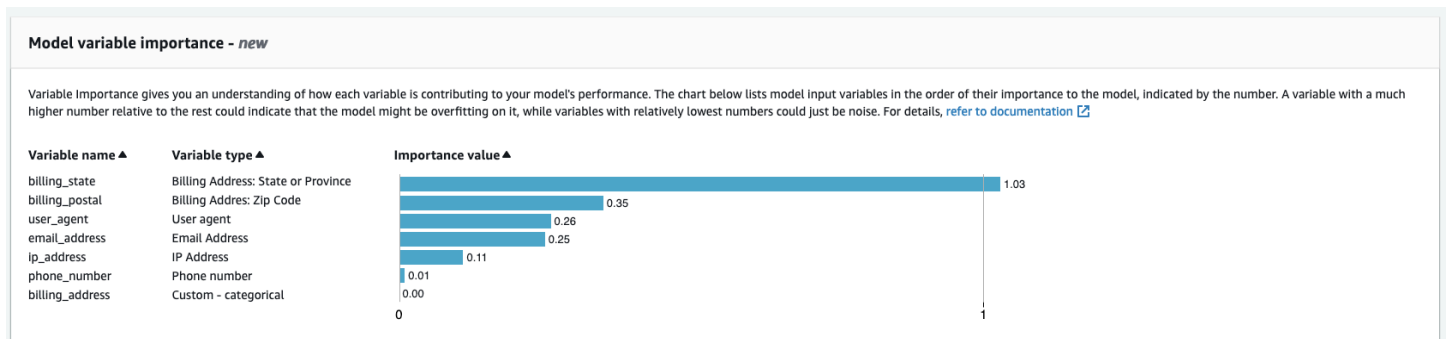 Model variable importance - new
Variable Importance gives you an understanding of how each variable is contributing to your model's performance. The chart below lists model input variables in the order of their importance to the model, indicated by the number. A variable with a much
higher number relative to the rest could indicate that the model might be overfitting on it, while variables with relatively lowest numbers could just be noise. For details, refer to documentation
Variable name Variable type Importance value
billing_state Billing Address: State or Province 1.03
billing_postal Billing Addres: Zip Code 0.35
user_agent User agent 0.26
email_address Email Address 0.25
ip_address IP Address 0.11
phone_number Phone number 0.01
billing_address Custom - categorical 0.00
0 1